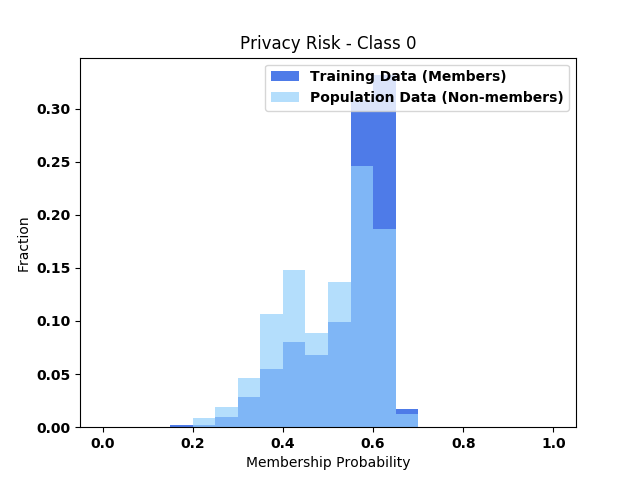 Privacy Risk - Class 0
Training Data (Members)
Population Data (Non-members)
0.30
0.25
0.20
0.15
0.10
0.05
0.00
Fraction
0.0 0.2 0.4 0.6 0.8 1.0
Membership Probability